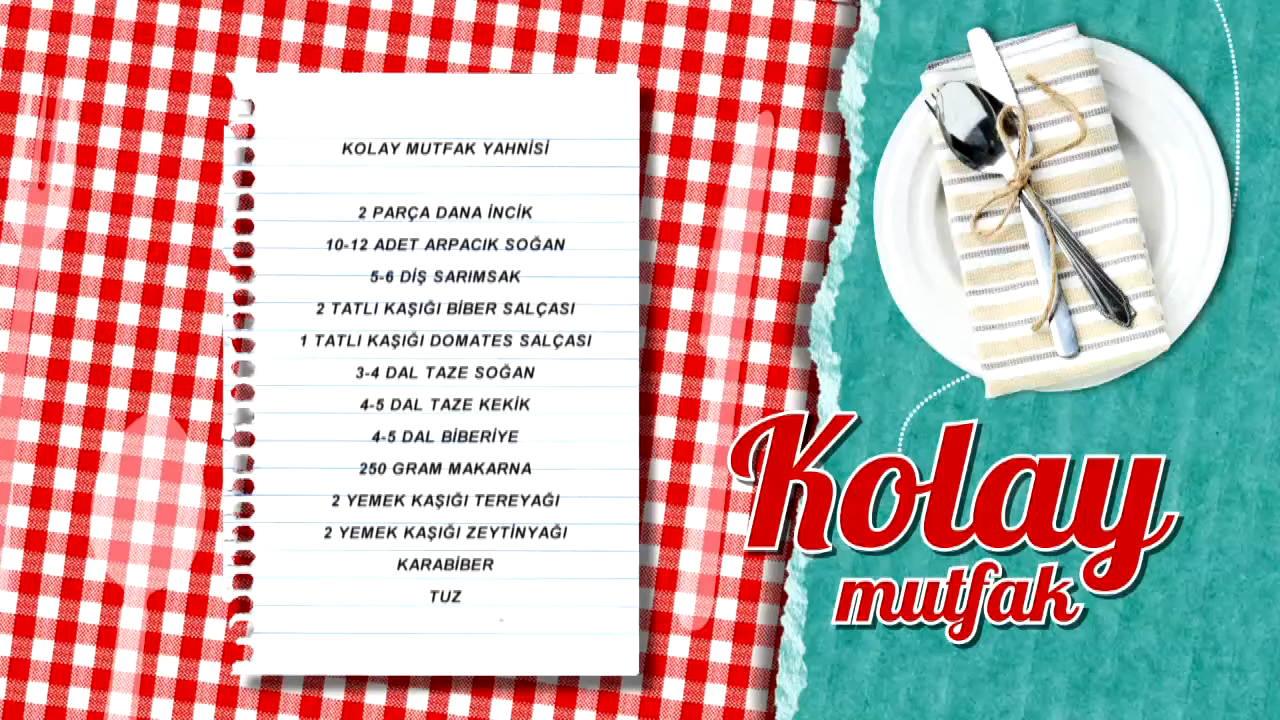 KOLAY MUTFAK YAHNİSİ
2 PARÇA DANA İNCİK
10-12 ADET ARPACIK SOĞAN
5-6 DİŞ SARIMSAK
2 TATLI KAŞIĞI BİBER SALÇASI
1 TATLI KAŞIĞI DOMATES SALÇASI
3-4 DAL TAZE SOĞAN
4-5 DAL TAZE KEKİK
4-5 DAL BİBERİYE
250 GRAM MAKARNA
2 YEMEK KAŞIĞI TEREYAĞI
2 YEMEK KAŞIĞI ZEYTİNYAĞI
KARABİBER
TUZ
Kolay
mutfak